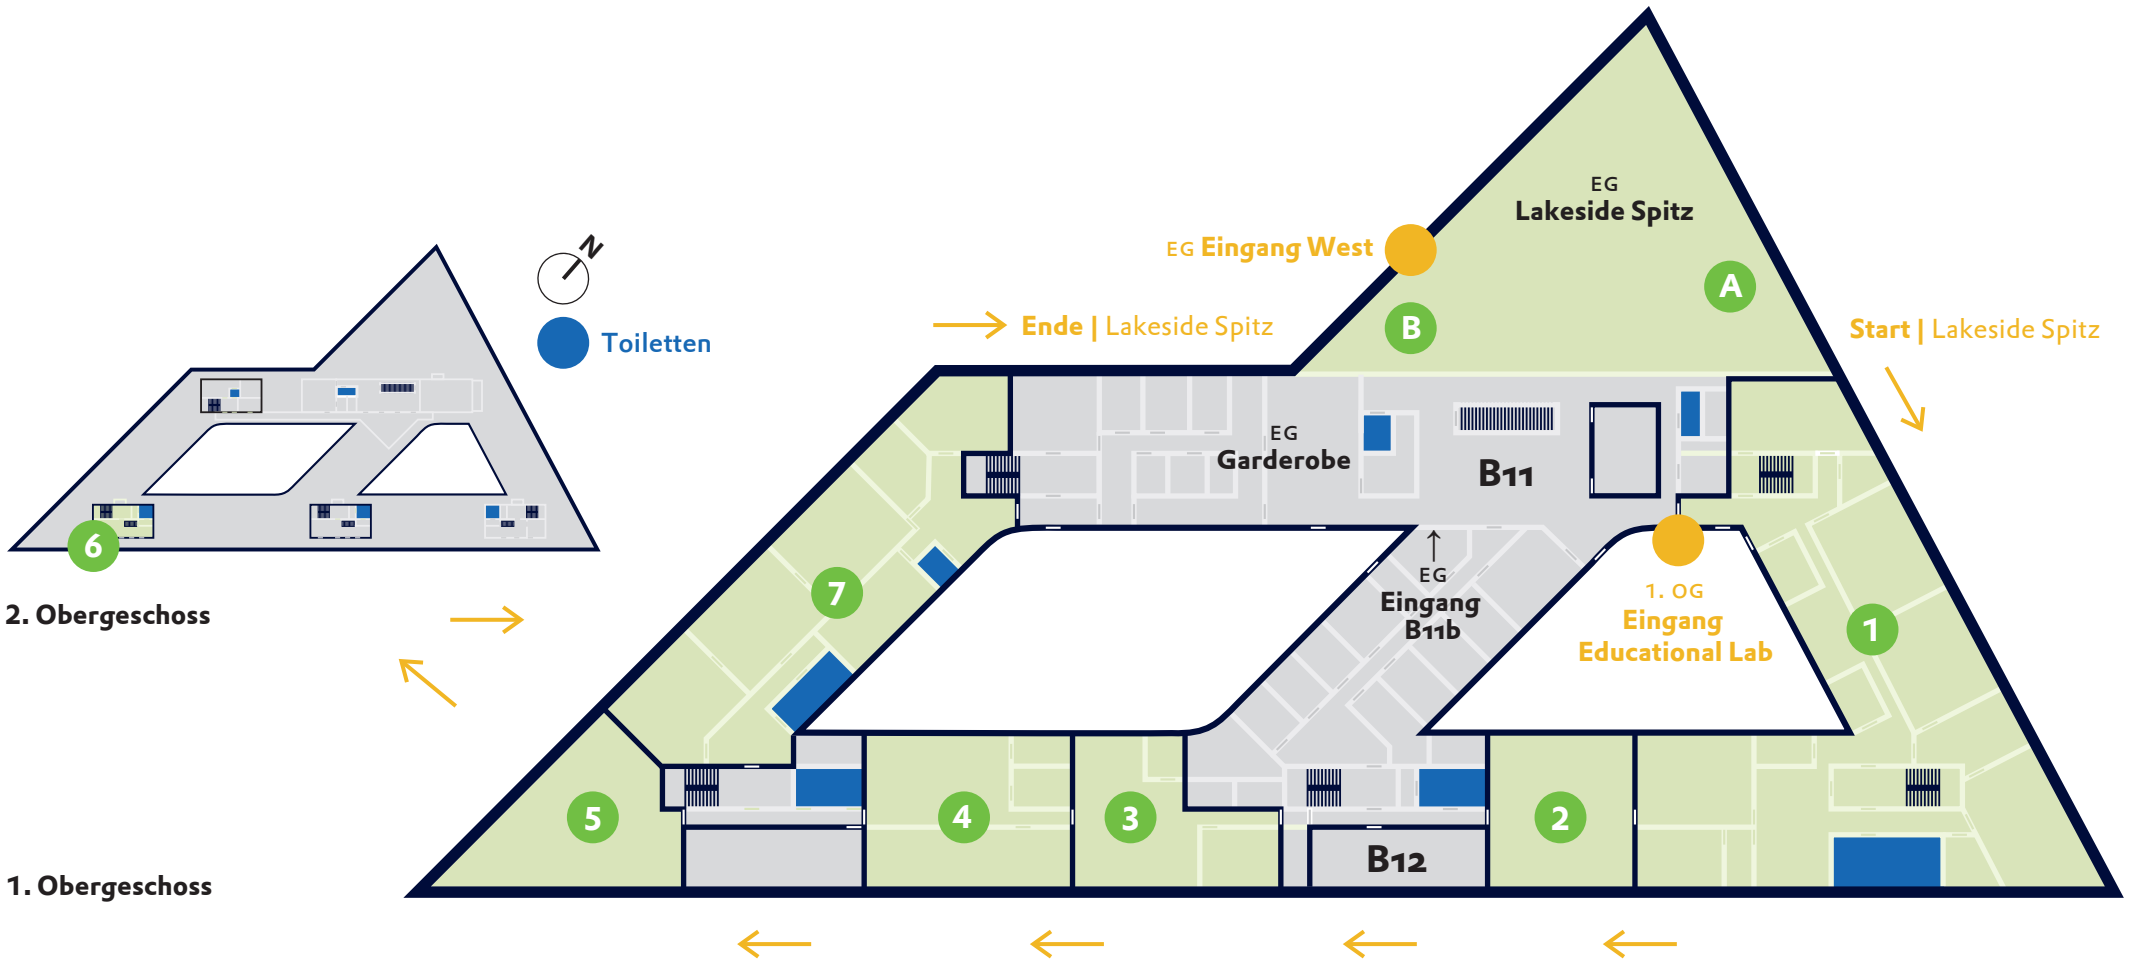 EG
Lakeside Spitz
EG Eingang West
A
B
Ende | Lakeside Spitz
Start | Lakeside Spitz
N
Toiletten
EG
Garderobe
B11
6
2. Obergeschoss
7
EG
Eingang
B11b
1. OG
Eingang
Educational Lab
1
5
4
3
2
B12
1. Obergeschoss